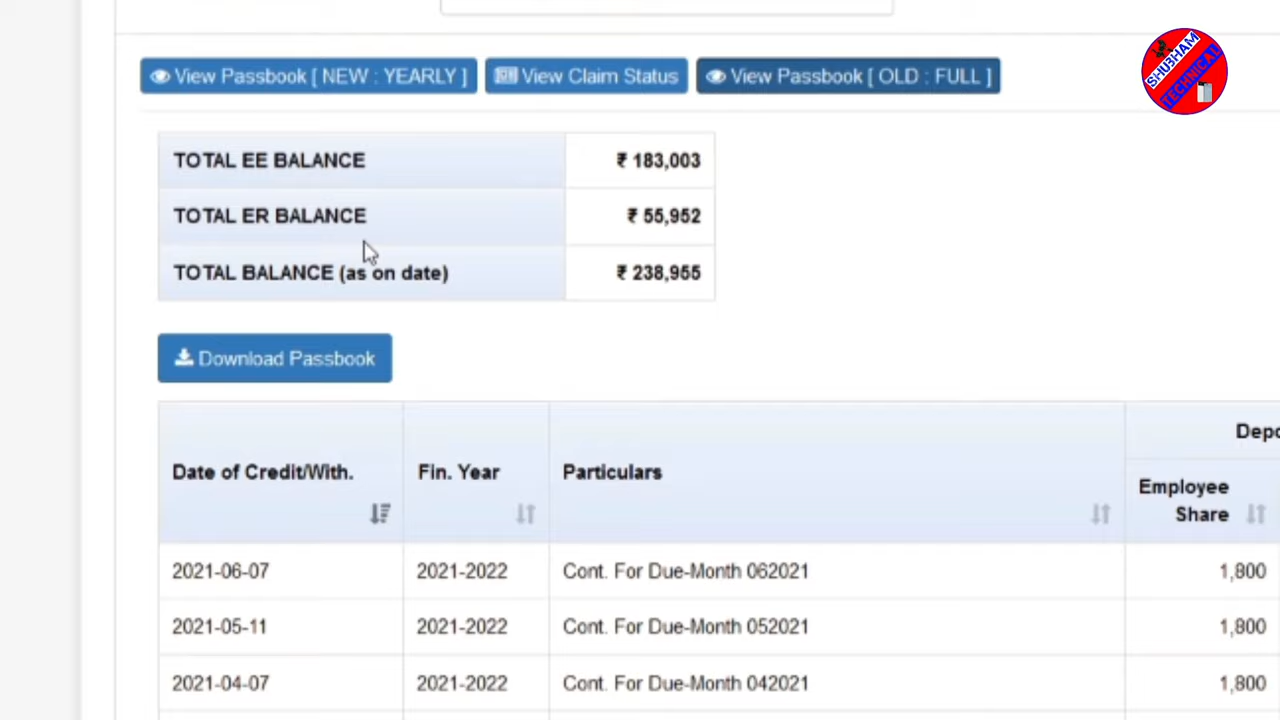 View Passbook [ NEW : YEARLY ] View Claim Status View Passbook [ OLD : FULL ]
SHUBHAM
TECHNICAL
TOTAL EE BALANCE ₹ 183,003
TOTAL ER BALANCE ₹ 55,952
TOTAL BALANCE (as on date) ₹ 238,955
Download Passbook
Depo
Date of Credit/With. Fin. Year Particulars Employee
Share
2021-06-07 2021-2022 Cont. For Due-Month 062021 1,800
2021-05-11 2021-2022 Cont. For Due-Month 052021 1,800
2021-04-07 2021-2022 Cont. For Due-Month 042021 1,800